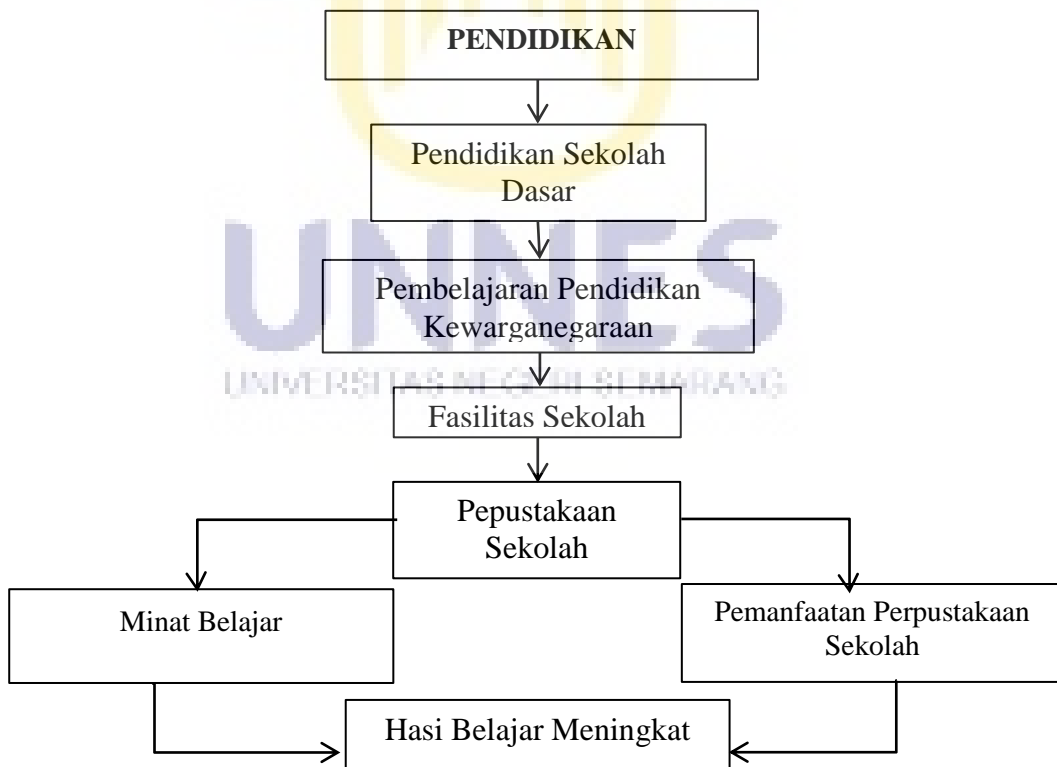 PENDIDIKAN
Pendidikan Sekolah
Dasar
UNNES
Pembelajaran Pendidikan
Kewarganegaraan
UNIVERSITAS NEGERI SEMARANG
Fasilitas Sekolah
Pepustakaan
Sekolah
Minat Belajar
Pemanfaatan Perpustakaan
Sekolah
Hasi Belajar Meningkat